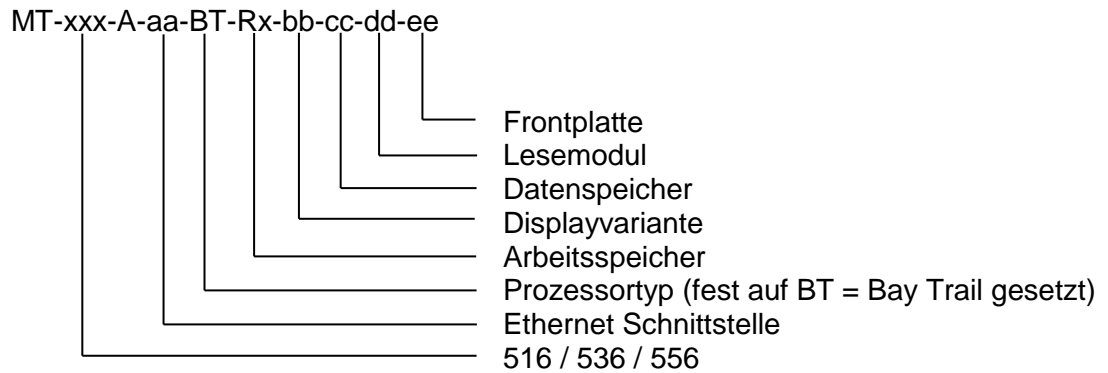 MT-xxx-A-aa-BT-Rx-bb-cc-dd-ee
Frontplatte
Lesemodul
Datenspeicher
Displayvariante
Arbeitsspeicher
Prozessortyp (fest auf BT = Bay Trail gesetzt)
Ethernet Schnittstelle
516 / 536 / 556